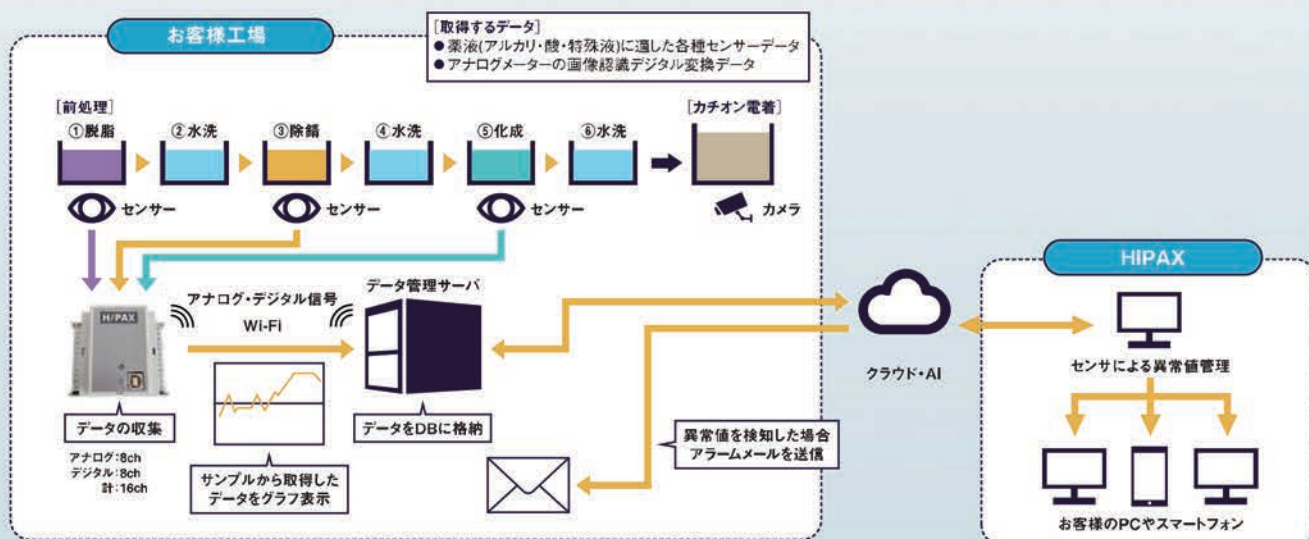 お客様工場
[取得するデータ]
●薬液(アルカリ・酸・特殊液)に適した各種センサーデータ
●アナログメーターの画像認識デジタル変換データ
[前処理]
[カチオン電着]
①脱脂
②水洗
③除錆
④水洗
⑤化成
⑥水洗
センサー
センサー
センサー
カメラ
HIPAX
アナログ・デジタル信号
Wi-Fi
データ管理サーバ
H/PAX
クラウド・AI
センサによる異常値管理
データの収集
データをDBに格納
アナログ:8ch
デジタル:8ch
計:16ch
サンプルから取得した
データをグラフ表示
異常値を検知した場合
アラームメールを送信
お客様のPCやスマートフォン